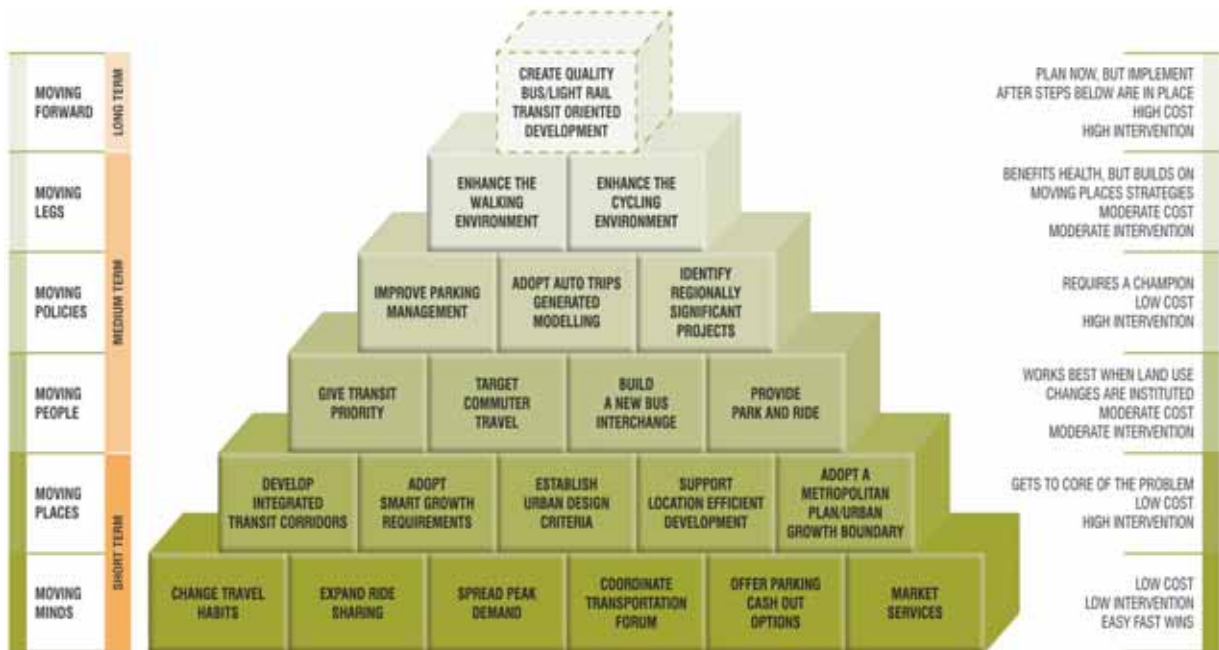 MOVING
FORWARD
LONG TERM
CREATE QUALITY
BUS/LIGHT RAIL
TRANSIT ORIENTED
DEVELOPMENT
PLAN NOW, BUT IMPLEMENT
AFTER STEPS BELOW ARE IN PLACE
HIGH COST
HIGH INTERVENTION
MOVING
LEGS
MEDIUM TERM
ENHANCE THE
WALKING
ENVIRONMENT
ENHANCE THE
CYCLING
ENVIRONMENT
BENEFITS HEALTH, BUT BUILDS ON
MOVING PLACES STRATEGIES
MODERATE COST
MODERATE INTERVENTION
MOVING
POLICIES
IMPROVE PARKING
MANAGEMENT
ADOPT AUTO TRIPS
GENERATED
MODELLING
IDENTIFY
REGIONALLY
SIGNIFICANT
PROJECTS
REQUIRES A CHAMPION
LOW COST
HIGH INTERVENTION
MOVING
PEOPLE
GIVE TRANSIT
PRIORITY
TARGET
COMMUTER
TRAVEL
BUILD
A NEW BUS
INTERCHANGE
PROVIDE
PARK AND RIDE
WORKS BEST WHEN LAND USE
CHANGES ARE INSTITUTED
MODERATE COST
MODERATE INTERVENTION
MOVING
PLACES
SHORT TERM
DEVELOP
INTEGRATED
TRANSIT CORRIDORS
ADOPT
SMART GROWTH
REQUIREMENTS
ESTABLISH
URBAN DESIGN
CRITERIA
SUPPORT
LOCATION EFFICIENT
DEVELOPMENT
ADOPT A
METROPOLITAN
PLAN/URBAN
GROWTH BOUNDARY
GETS TO CORE OF THE PROBLEM
LOW COST
HIGH INTERVENTION
MOVING
MINDS
CHANGE TRAVEL
HABITS
EXPAND RIDE
SHARING
SPREAD PEAK
DEMAND
COORDINATE
TRANSPORTATION
FORUM
OFFER PARKING
CASH OUT
OPTIONS
MARKET
SERVICES
LOW COST
LOW INTERVENTION
EASY FAST WINS